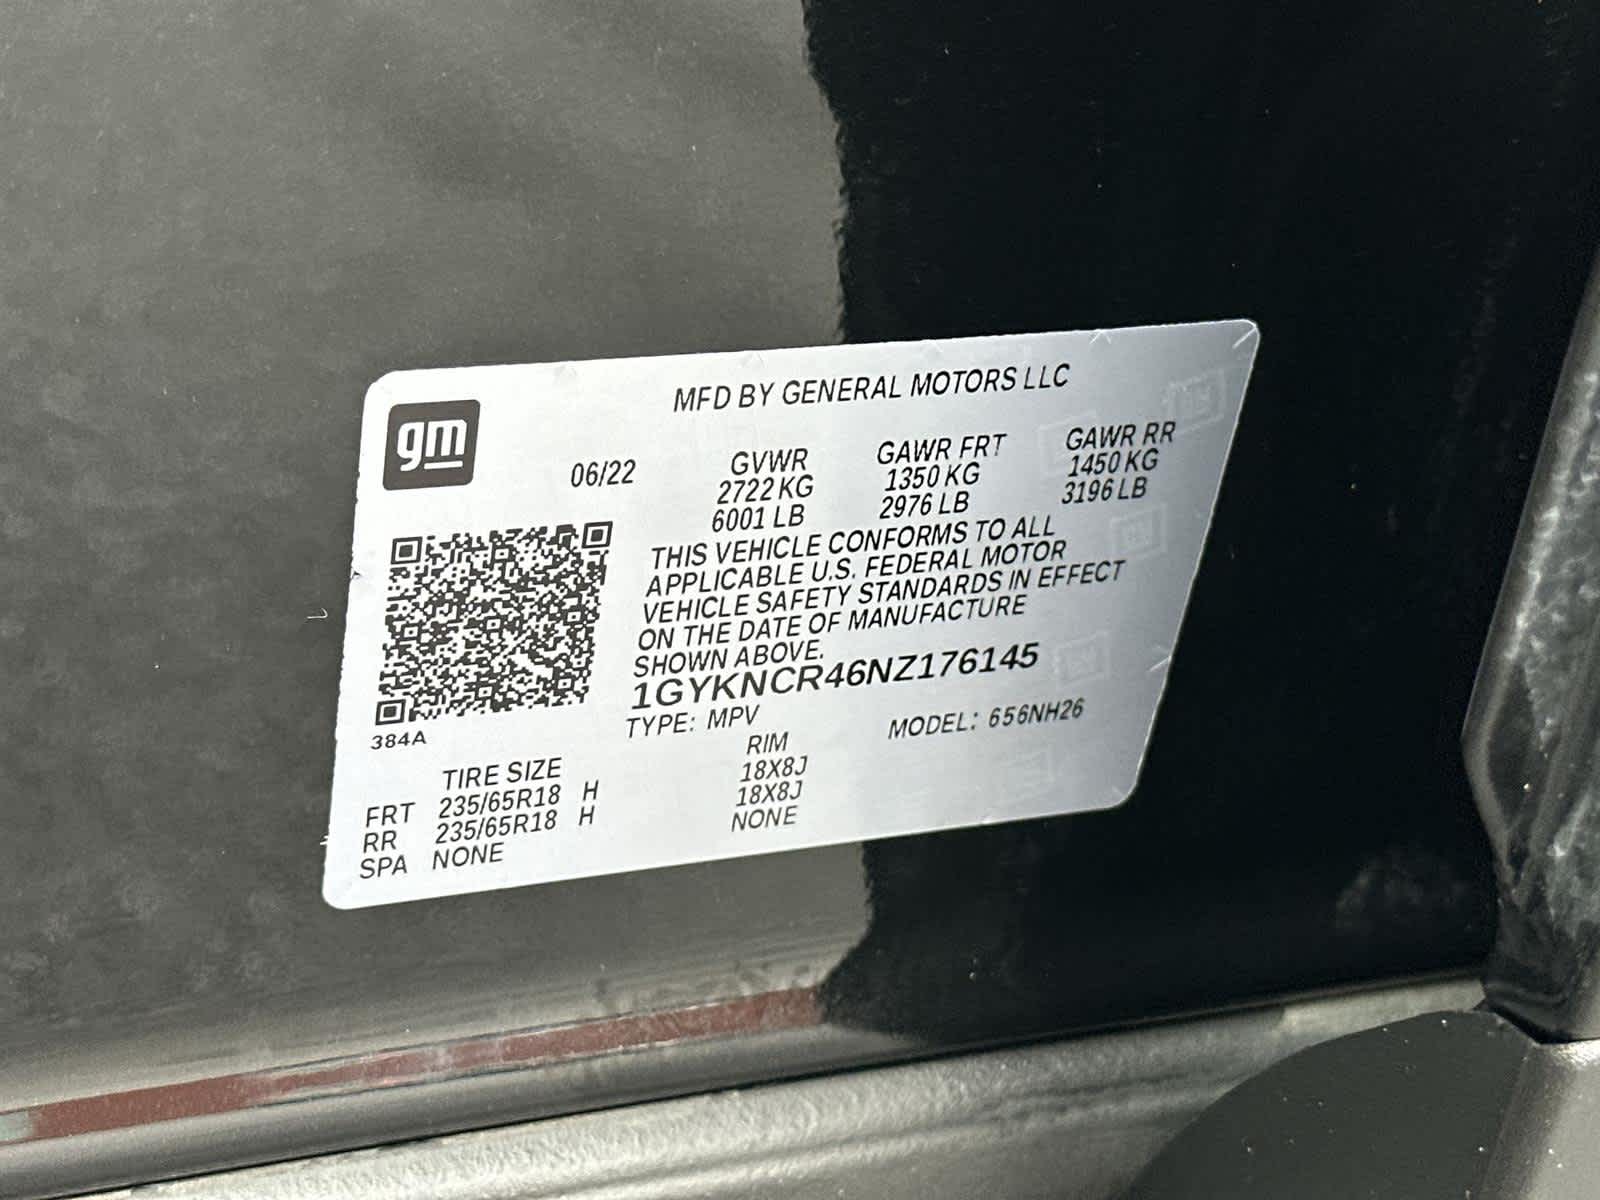 MFD BY GENERAL MOTORS LLC
gm
06/22 GVWR GAWR FRT GAWR RR
2722 KG 1350 KG 1450 KG
6001 LB 2976 LB 3196 LB
THIS VEHICLE CONFORMS TO ALL
APPLICABLE U.S. FEDERAL MOTOR
VEHICLE SAFETY STANDARDS IN EFFECT
ON THE DATE OF MANUFACTURE
SHOWN ABOVE.
1GYKNCR46NZ176145
TYPE: MPV MODEL: 656NH26
384A
TIRE SIZE RIM
FRT 235/65R18 H 18X8J
RR 235/65R18 H 18X8J
SPA NONE NONE